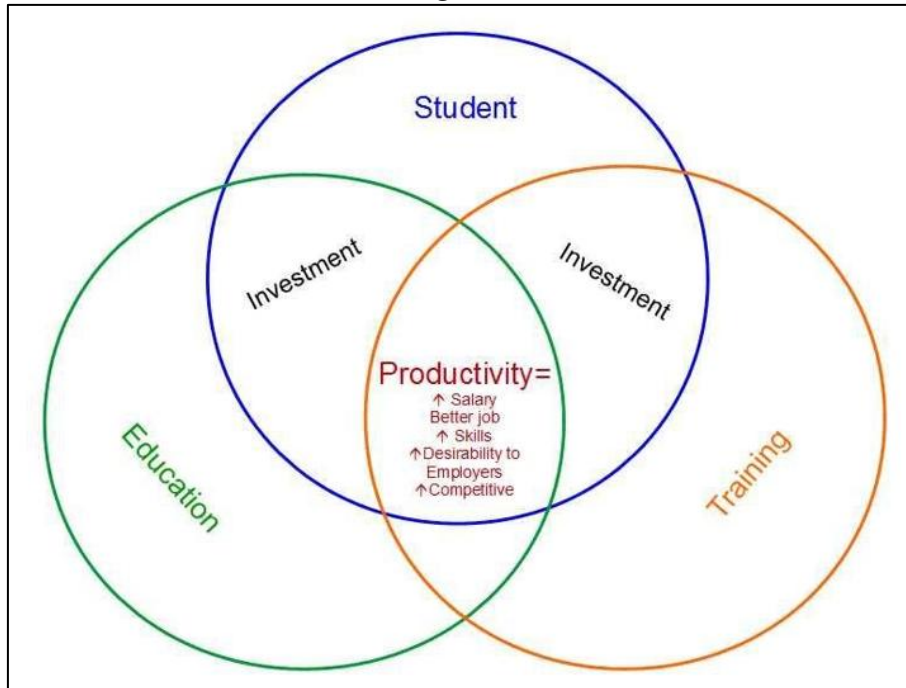 Student
Investment
Investment
Productivity=
↑ Salary
Better job
↑ Skills
↑Desirability to
Employers
↑Competitive
Education
Training